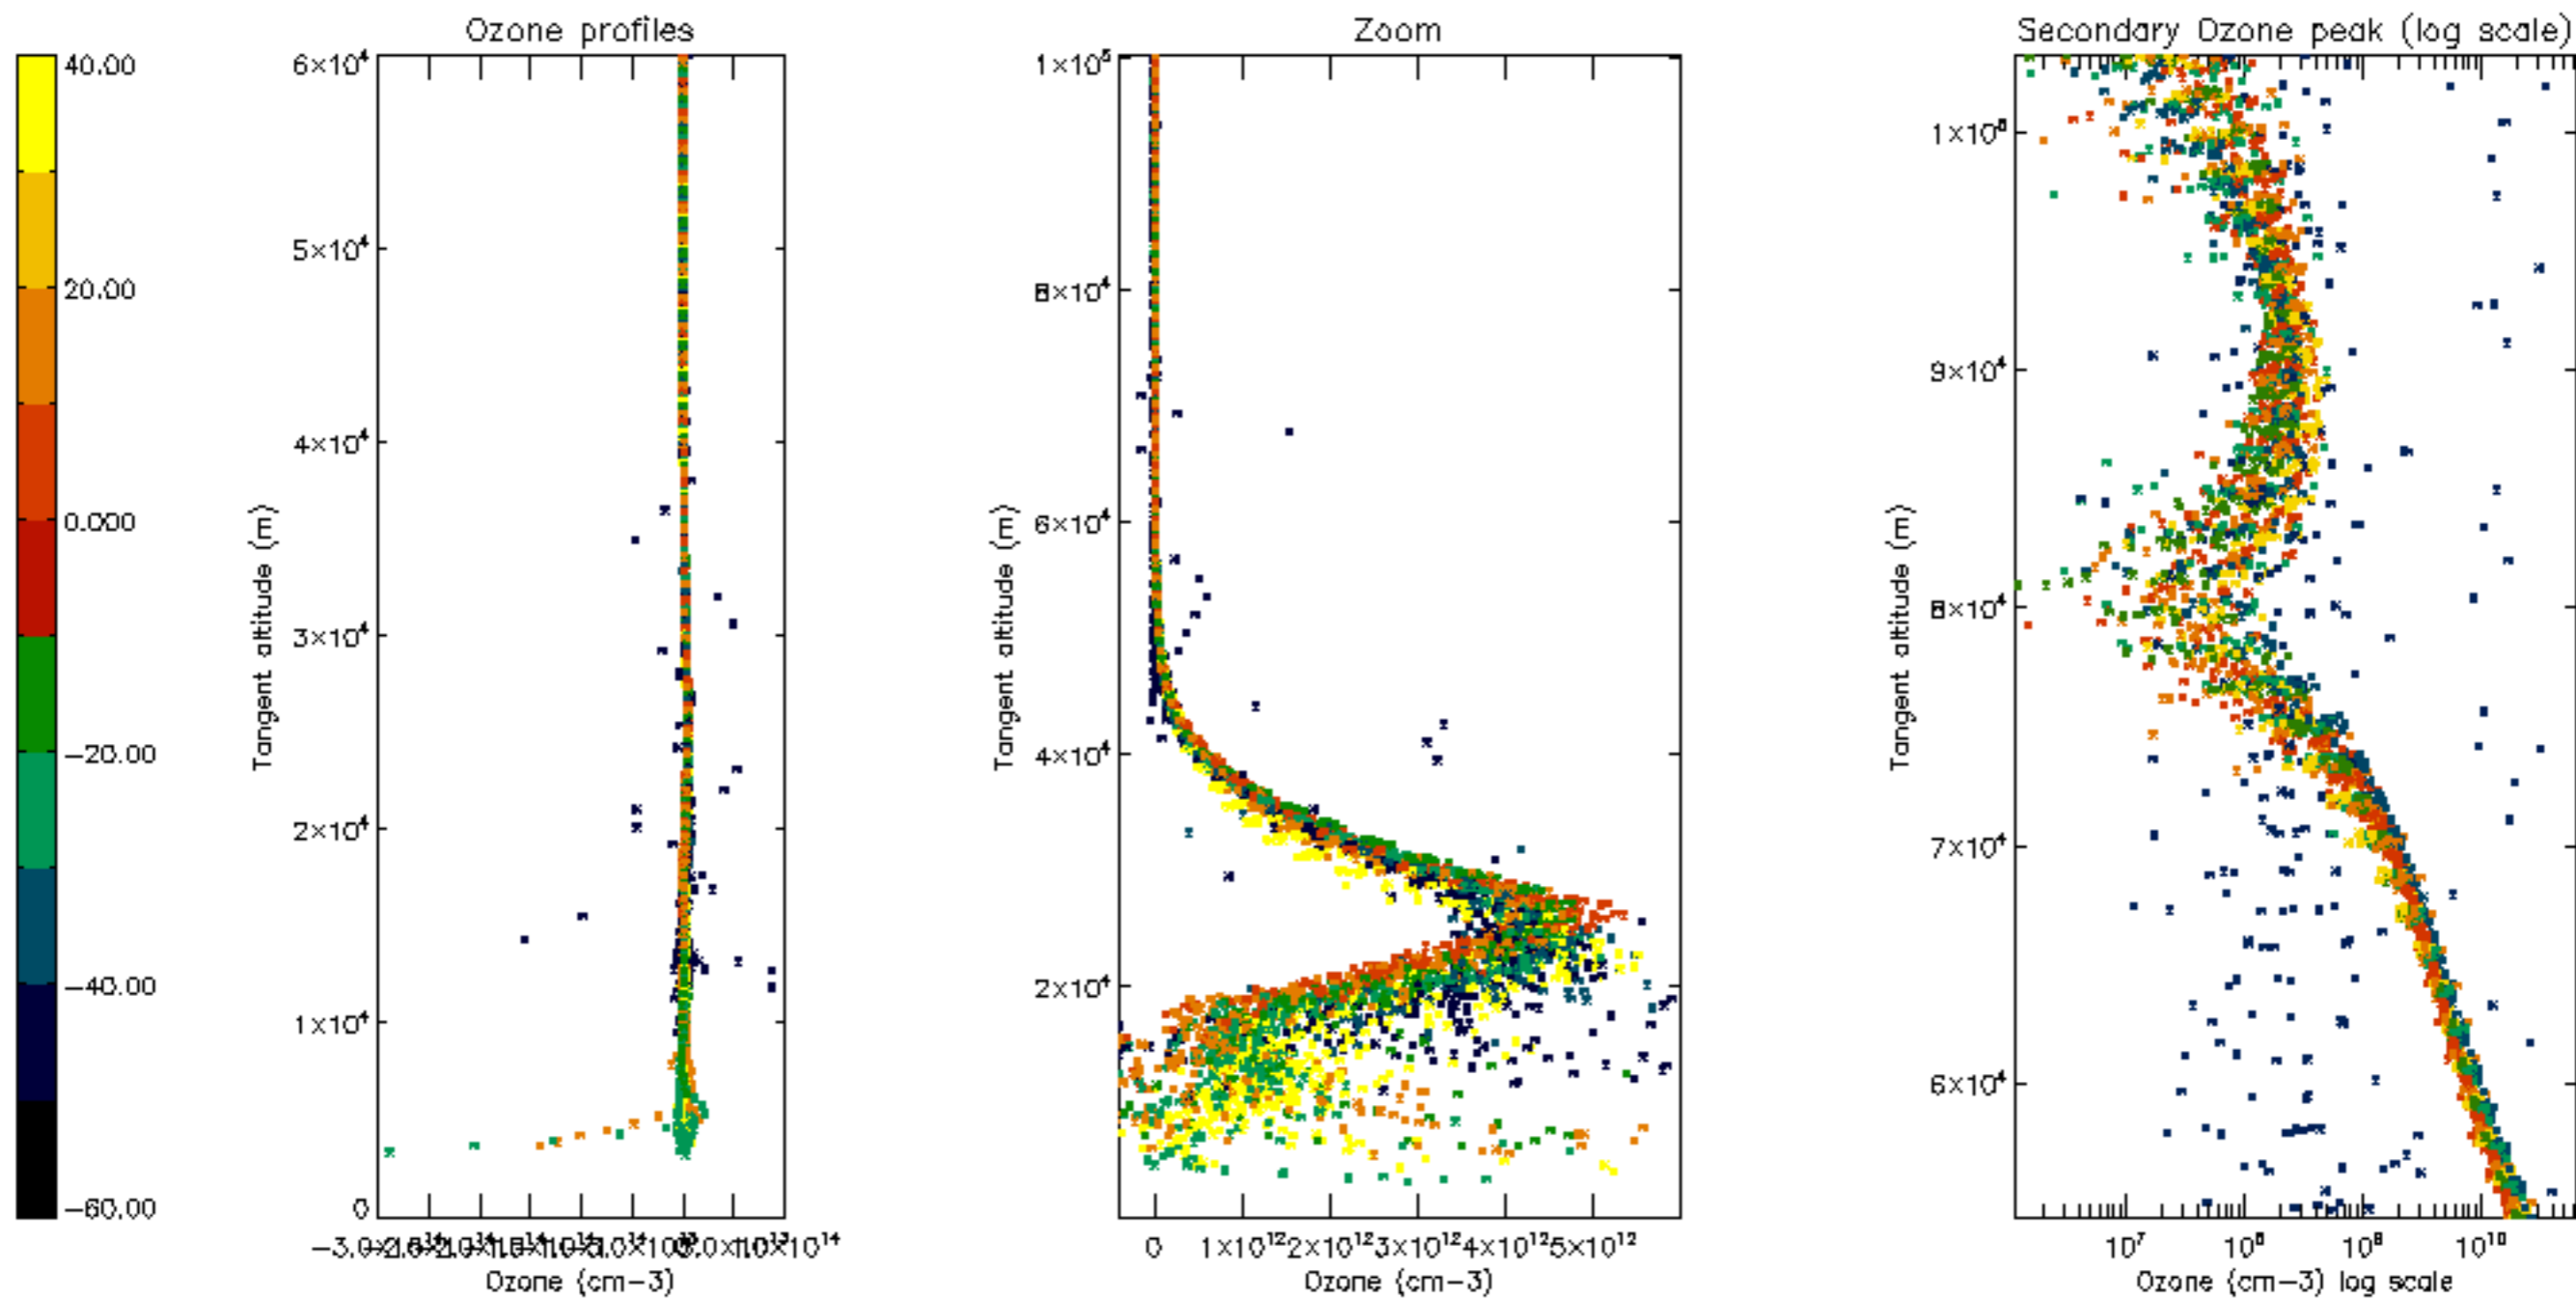 Ozone profiles
Zoom
Secondary Ozone peak (log scale)
40.00
20.00
0.000
−20.00
−40.00
−60.00
6×10⁴
5×10⁴
4×10⁴
3×10⁴
2×10⁴
1×10⁴
0
Tangent altitude (m)
Ozone (cm−3)
1×10⁵
8×10⁴
6×10⁴
4×10⁴
2×10⁴
Tangent altitude (m)
0 1×10¹² 2×10¹² 3×10¹² 4×10¹² 5×10¹²
Ozone (cm−3)
9×10⁴
8×10⁴
7×10⁴
6×10⁴
Tangent altitude (m)
10⁷ 10⁸ 10⁹ 10¹⁰
Ozone (cm−3) log scale